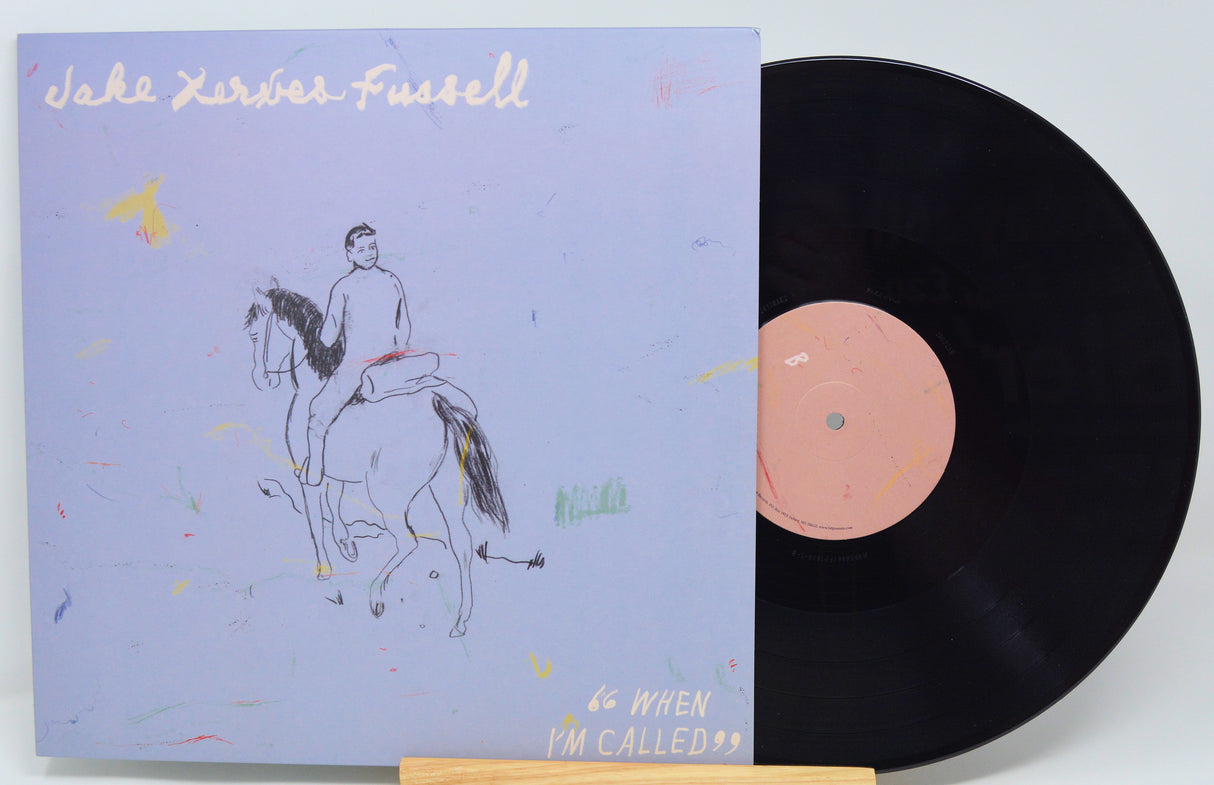 Jake Xerxes Fussell
“ WHEN
I'M CALLED ”
B